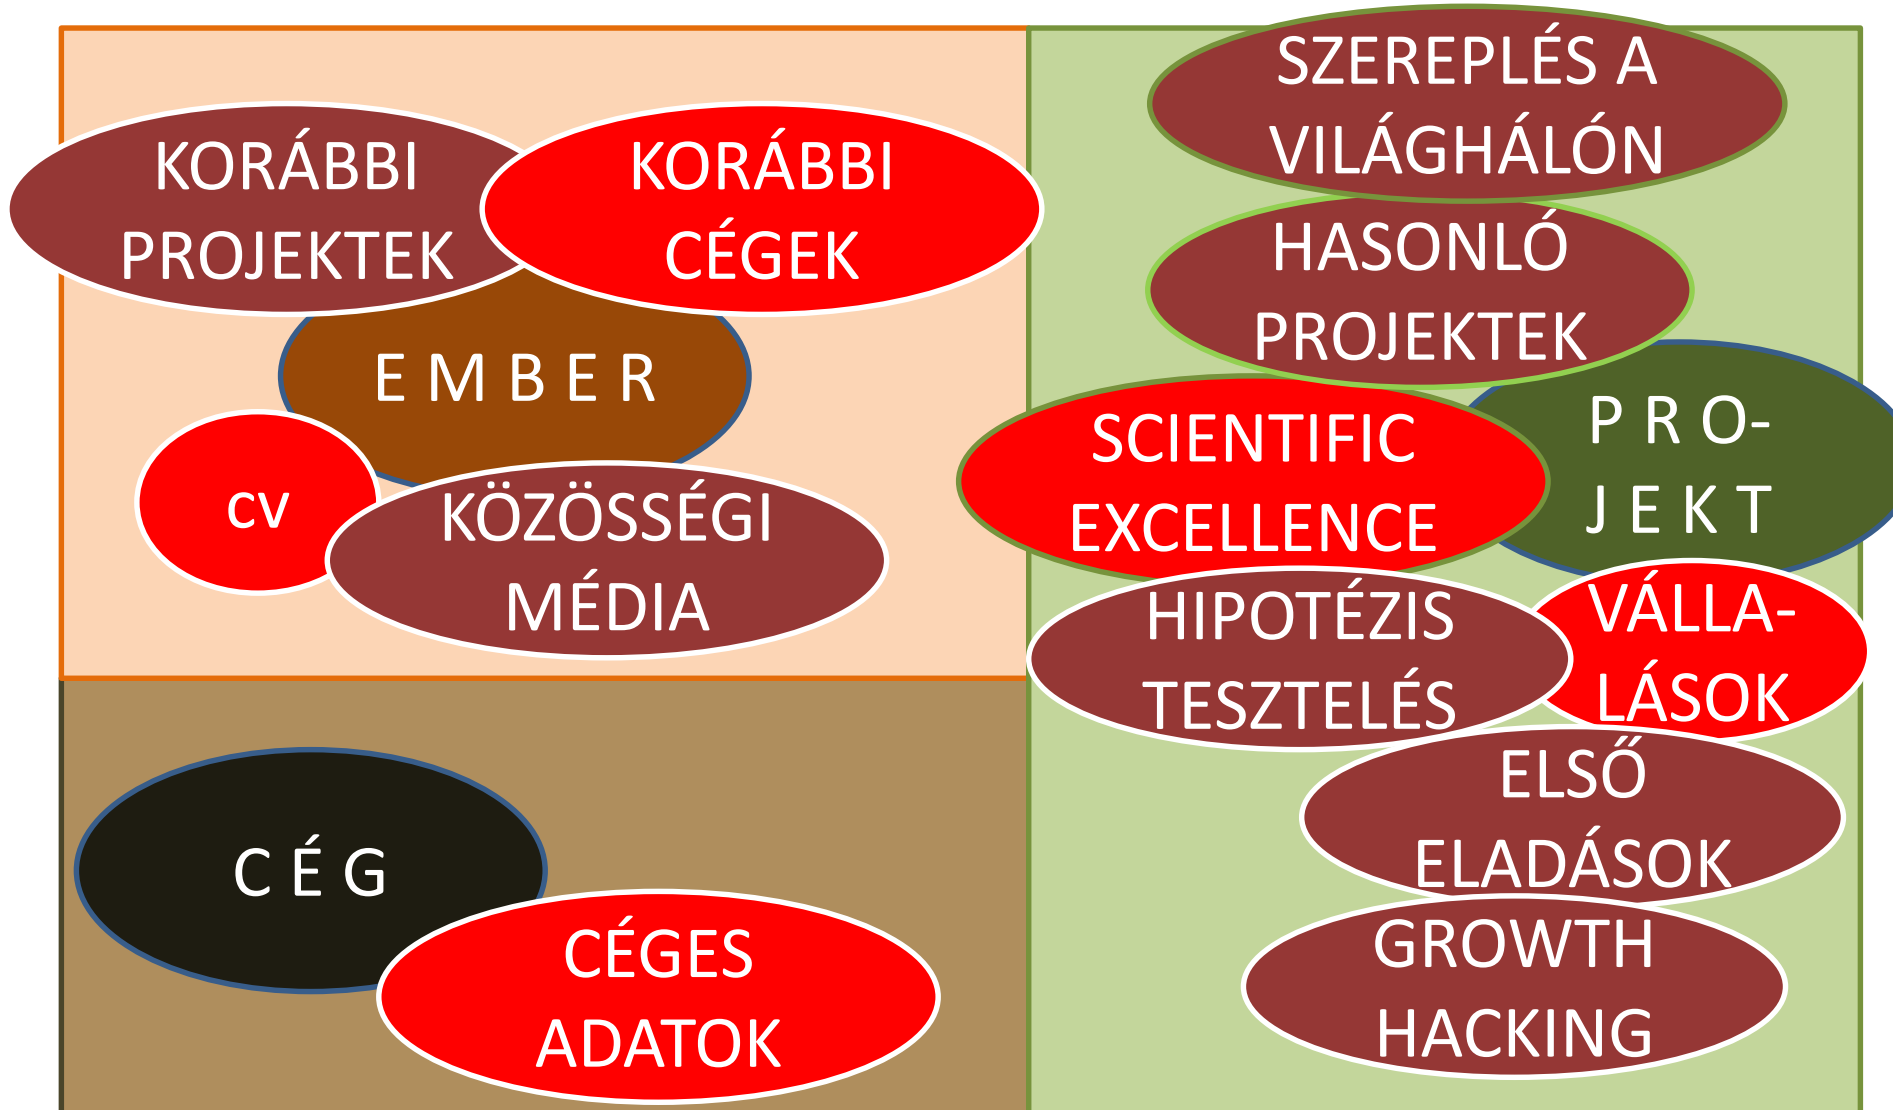 KORÁBBI
PROJEKTEK
KORÁBBI
CÉGEK
E M B E R
cv
KÖZÖSSÉGI
MÉDIA
C É G
CÉGES
ADATOK
SZEREPLÉS A
VILÁGHÁLÓN
HASONLÓ
PROJEKTEK
P R O-
J E K T
SCIENTIFIC
EXCELLENCE
HIPOTÉZIS
TESZTELÉS
VÁLLA-
LÁSOK
ELSŐ
ELADÁSOK
GROWTH
HACKING